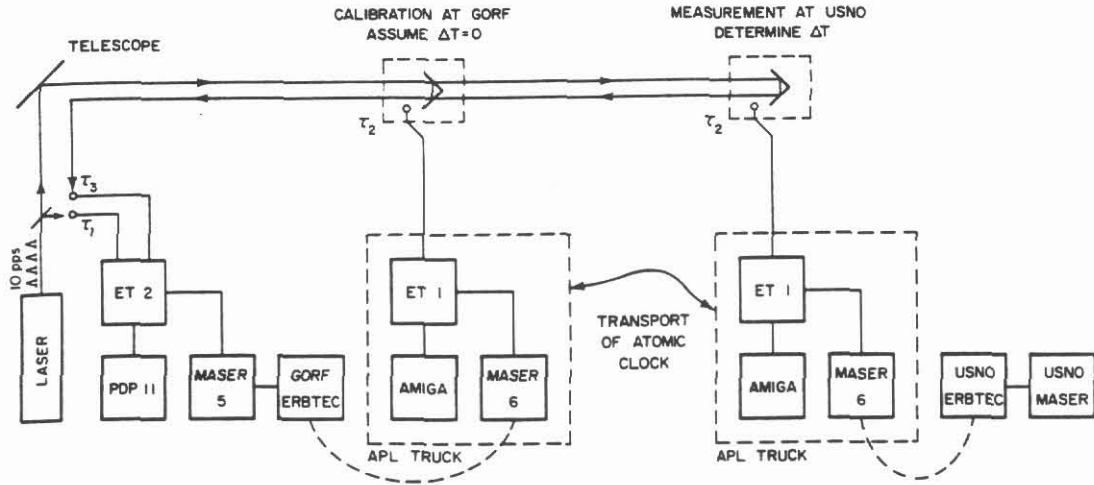 CALIBRATION AT GORF
ASSUME ΔT=0
MEASUREMENT AT USNO
DETERMINE ΔT
TELESCOPE
τ2
τ2
τ3
τ1
10 pps
LASER
ET 2
PDP 11
MASER
5
GORF
ERBTEC
ET 1
AMIGA
MASER
6
APL TRUCK
TRANSPORT
OF ATOMIC
CLOCK
ET 1
AMIGA
MASER
6
APL TRUCK
USNO
ERBTEC
USNO
MASER